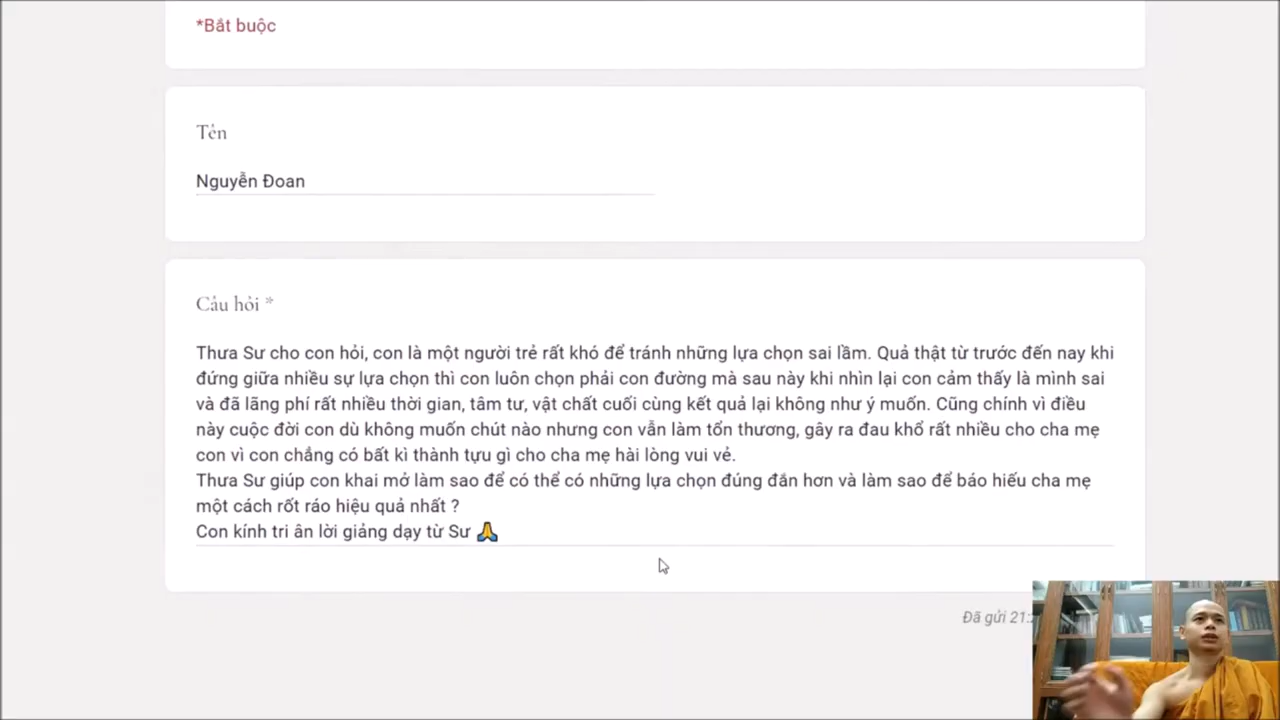 *Bắt buộc
Tên
Nguyễn Đoan
Câu hỏi *
Thưa Sư cho con hỏi, con là một người trẻ rất khó để tránh những lựa chọn sai lầm. Quả thật từ trước đến nay khi
đứng giữa nhiều sự lựa chọn thì con luôn chọn phải con đường mà sau này khi nhìn lại con cảm thấy là mình sai
và đã lãng phí rất nhiều thời gian, tâm tư, vật chất cuối cùng kết quả lại không như ý muốn. Cũng chính vì điều
này cuộc đời con dù không muốn chút nào nhưng con vẫn làm tổn thương, gây ra đau khổ rất nhiều cho cha mẹ
con vì con chẳng có bất kì thành tựu gì cho cha mẹ hài lòng vui vẻ.
Thưa Sư giúp con khai mở làm sao để có thể có những lựa chọn đúng đắn hơn và làm sao để báo hiếu cha mẹ
một cách rốt ráo hiệu quả nhất ?
Con kính tri ân lời giảng dạy từ Sư 🙏
Đã gửi